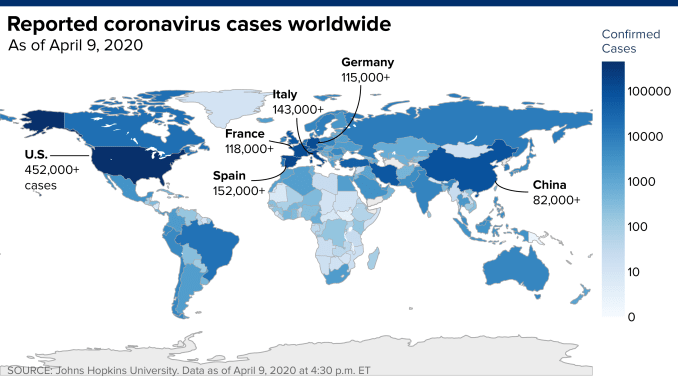 Reported coronavirus cases worldwide
As of April 9, 2020
Confirmed
Cases
Germany
115,000+
Italy
143,000+
France
118,000+
U.S.
452,000+
cases
Spain
152,000+
China
82,000+
100000
10000
1000
100
10
0
SOURCE: Johns Hopkins University. Data as of April 9, 2020 at 4:30 p.m. ET